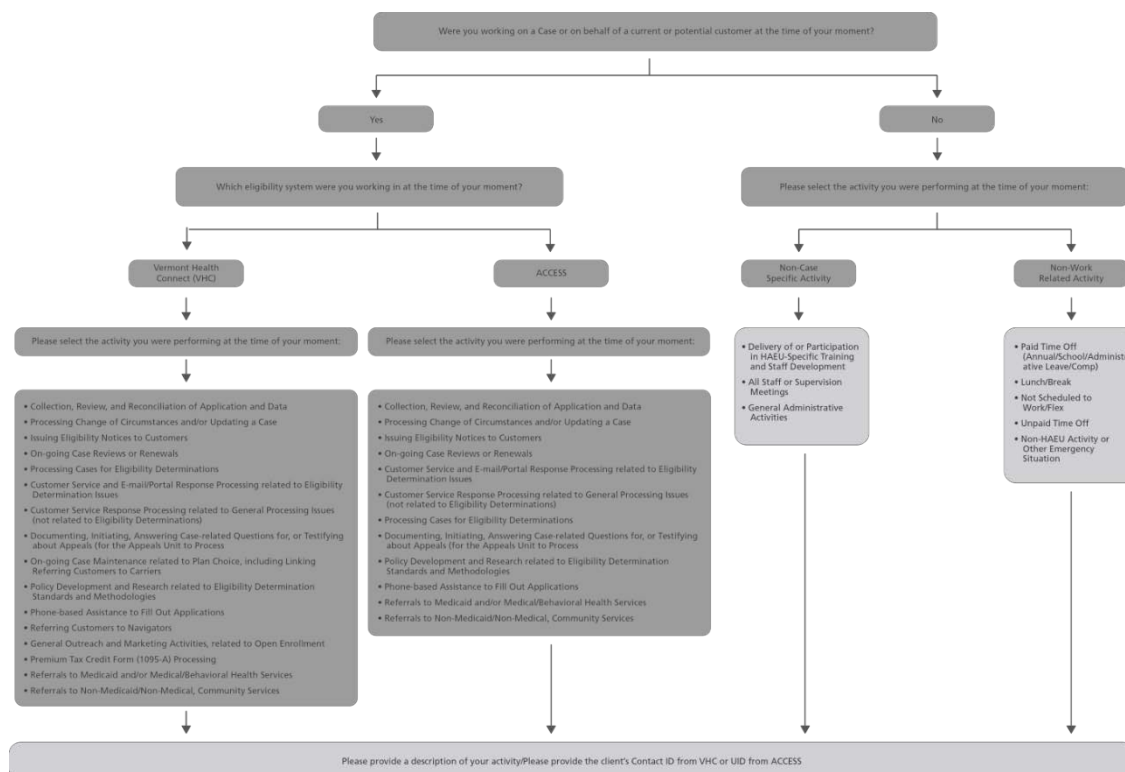 Were you working on a Case or on behalf of a current or potential customer at the time of your moment?
Yes
No
Which eligibility system were you working in at the time of your moment?
Please select the activity you were performing at the time of your moment:
Vermont Health
Connect (VHC)
ACCESS
Non-Case
Specific Activity
Non-Work
Related Activity
Please select the activity you were performing at the time of your moment:
Please select the activity you were performing at the time of your moment:
• Collection, Review, and Reconciliation of Application and Data
• Processing Change of Circumstances and/or Updating a Case
• Issuing Eligibility Notices to Customers
• On-going Case Reviews or Renewals
• Processing Cases for Eligibility Determinations
• Customer Service and E-mail/Portal Response Processing related to Eligibility
Determination Issues
• Customer Service Response Processing related to General Processing Issues
(not related to Eligibility Determinations)
• Documenting, Initiating, Answering Case-related Questions for, or Testifying
about Appeals (for the Appeals Unit to Process
• On-going Case Maintenance related to Plan Choice, including Linking
Referring Customers to Carriers
• Policy Development and Research related to Eligibility Determination
Standards and Methodologies
• Phone-based Assistance to Fill Out Applications
• Referring Customers to Navigators
• General Outreach and Marketing Activities, related to Open Enrollment
• Premium Tax Credit Form (1095-A) Processing
• Referrals to Medicaid and/or Medical/Behavioral Health Services
• Referrals to Non-Medicaid/Non-Medical, Community Services
• Collection, Review, and Reconciliation of Application and Data
• Processing Change of Circumstances and/or Updating a Case
• Issuing Eligibility Notices to Customers
• On-going Case Reviews or Renewals
• Customer Service and E-mail/Portal Response Processing related to Eligibility
Determination Issues
• Customer Service Response Processing related to General Processing Issues
(not related to Eligibility Determinations)
• Processing Cases for Eligibility Determinations
• Documenting, Initiating, Answering Case-related Questions for, or Testifying
about Appeals (for the Appeals Unit to Process
• Policy Development and Research related to Eligibility Determination
Standards and Methodologies
• Phone-based Assistance to Fill Out Applications
• Referrals to Medicaid and/or Medical/Behavioral Health Services
• Referrals to Non-Medicaid/Non-Medical, Community Services
• Delivery of or Participation
in HAEU-Specific Training
and Staff Development
• All Staff or Supervision
Meetings
• General Administrative
Activities
• Paid Time Off
(Annual/School/Administr
ative Leave/Comp)
• Lunch/Break
• Not Scheduled to
Work/Flex
• Unpaid Time Off
• Non-HAEU Activity or
Other Emergency
Situation
Please provide a description of your activity/Please provide the client's Contact ID from VHC or UID from ACCESS